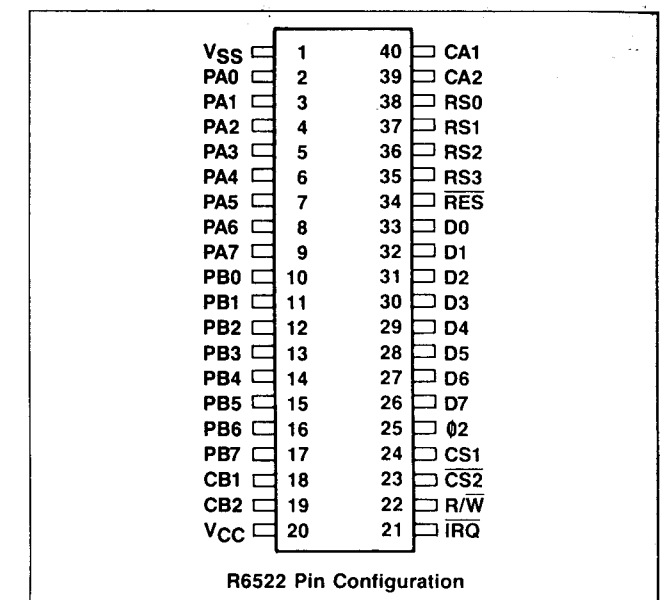 VSS 1 40 CA1
PA0 2 39 CA2
PA1 3 38 RS0
PA2 4 37 RS1
PA3 5 36 RS2
PA4 6 35 RS3
PA5 7 34 R̅E̅S̅
PA6 8 33 D0
PA7 9 32 D1
PB0 10 31 D2
PB1 11 30 D3
PB2 12 29 D4
PB3 13 28 D5
PB4 14 27 D6
PB5 15 26 D7
PB6 16 25 ϕ2
PB7 17 24 CS1
CB1 18 23 C̅S̅2̅
CB2 19 22 R/W̅
VCC 20 21 I̅R̅Q̅
R6522 Pin Configuration